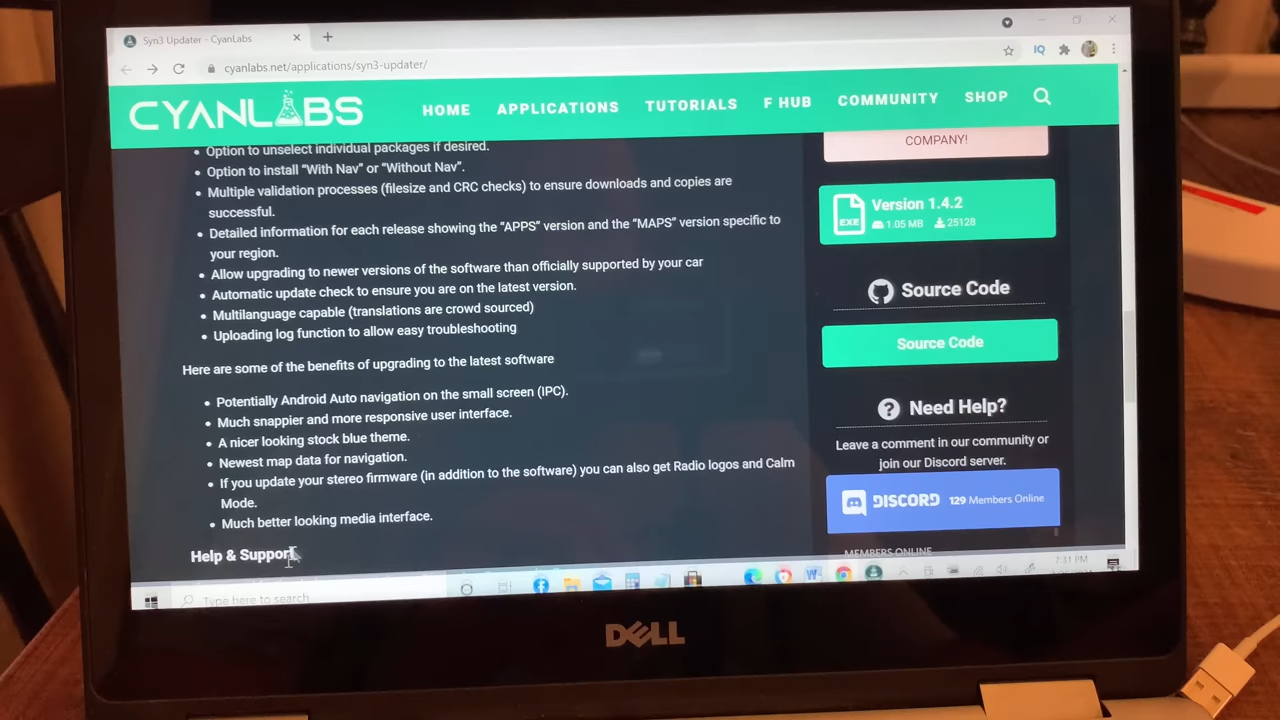 Syn3 Updater - CyanLabs
cyanlabs.net/applications/syn3-updater/
IQ
CYANLABS
HOME
APPLICATIONS
TUTORIALS
F HUB
COMMUNITY
SHOP
Option to unselect individual packages if desired.
Option to install “With Nav” or “Without Nav”.
Multiple validation processes (filesize and CRC checks) to ensure downloads and copies are
successful.
Detailed information for each release showing the “APPS” version and the “MAPS” version specific to
your region.
Allow upgrading to newer versions of the software than officially supported by your car
Automatic update check to ensure you are on the latest version.
Multilanguage capable (translations are crowd sourced)
Uploading log function to allow easy troubleshooting
Here are some of the benefits of upgrading to the latest software
Potentially Android Auto navigation on the small screen (IPC).
Much snappier and more responsive user interface.
A nicer looking stock blue theme.
Newest map data for navigation.
If you update your stereo firmware (in addition to the software) you can also get Radio logos and Calm
Mode.
Much better looking media interface.
Help & Support
COMPANY!
EXE
Version 1.4.2
1.05 MB
25128
Source Code
Source Code
Need Help?
Leave a comment in our community or
join our Discord server.
DISCORD
129 Members Online
MEMBERS ONLINE
Type here to search
7:31 PM
DELL